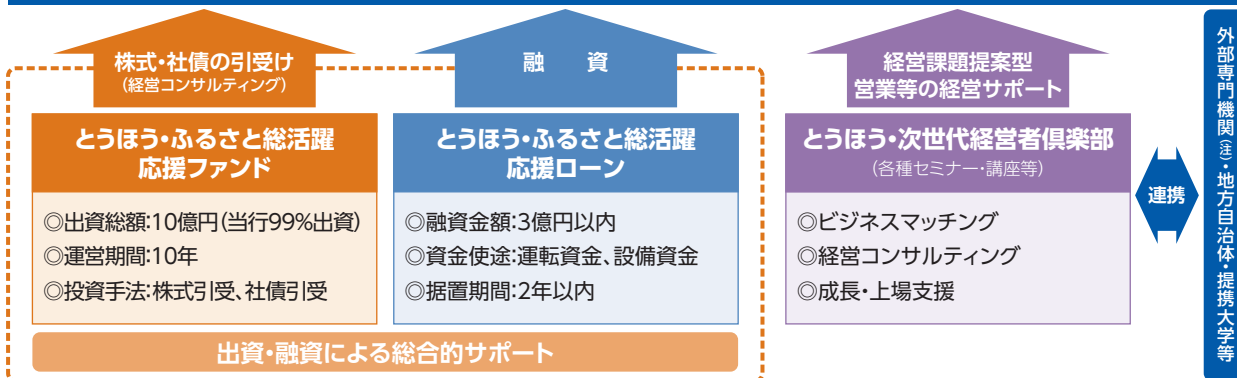 株式・社債の引受け
(経営コンサルティング)
とうほう・ふるさと総活躍
応援ファンド
◎出資総額:10億円(当行99%出資)
◎運営期間:10年
◎投資手法:株式引受、社債引受
融 資
とうほう・ふるさと総活躍
応援ローン
◎融資金額:3億円以内
◎資金使途:運転資金、設備資金
◎据置期間:2年以内
出資・融資による総合的サポート
経営課題提案型
営業等の経営サポート
とうほう・次世代経営者倶楽部
(各種セミナー・講座等)
◎ビジネスマッチング
◎経営コンサルティング
◎成長・上場支援
連携
外部専門機関(注)・地方自治体・提携大学等